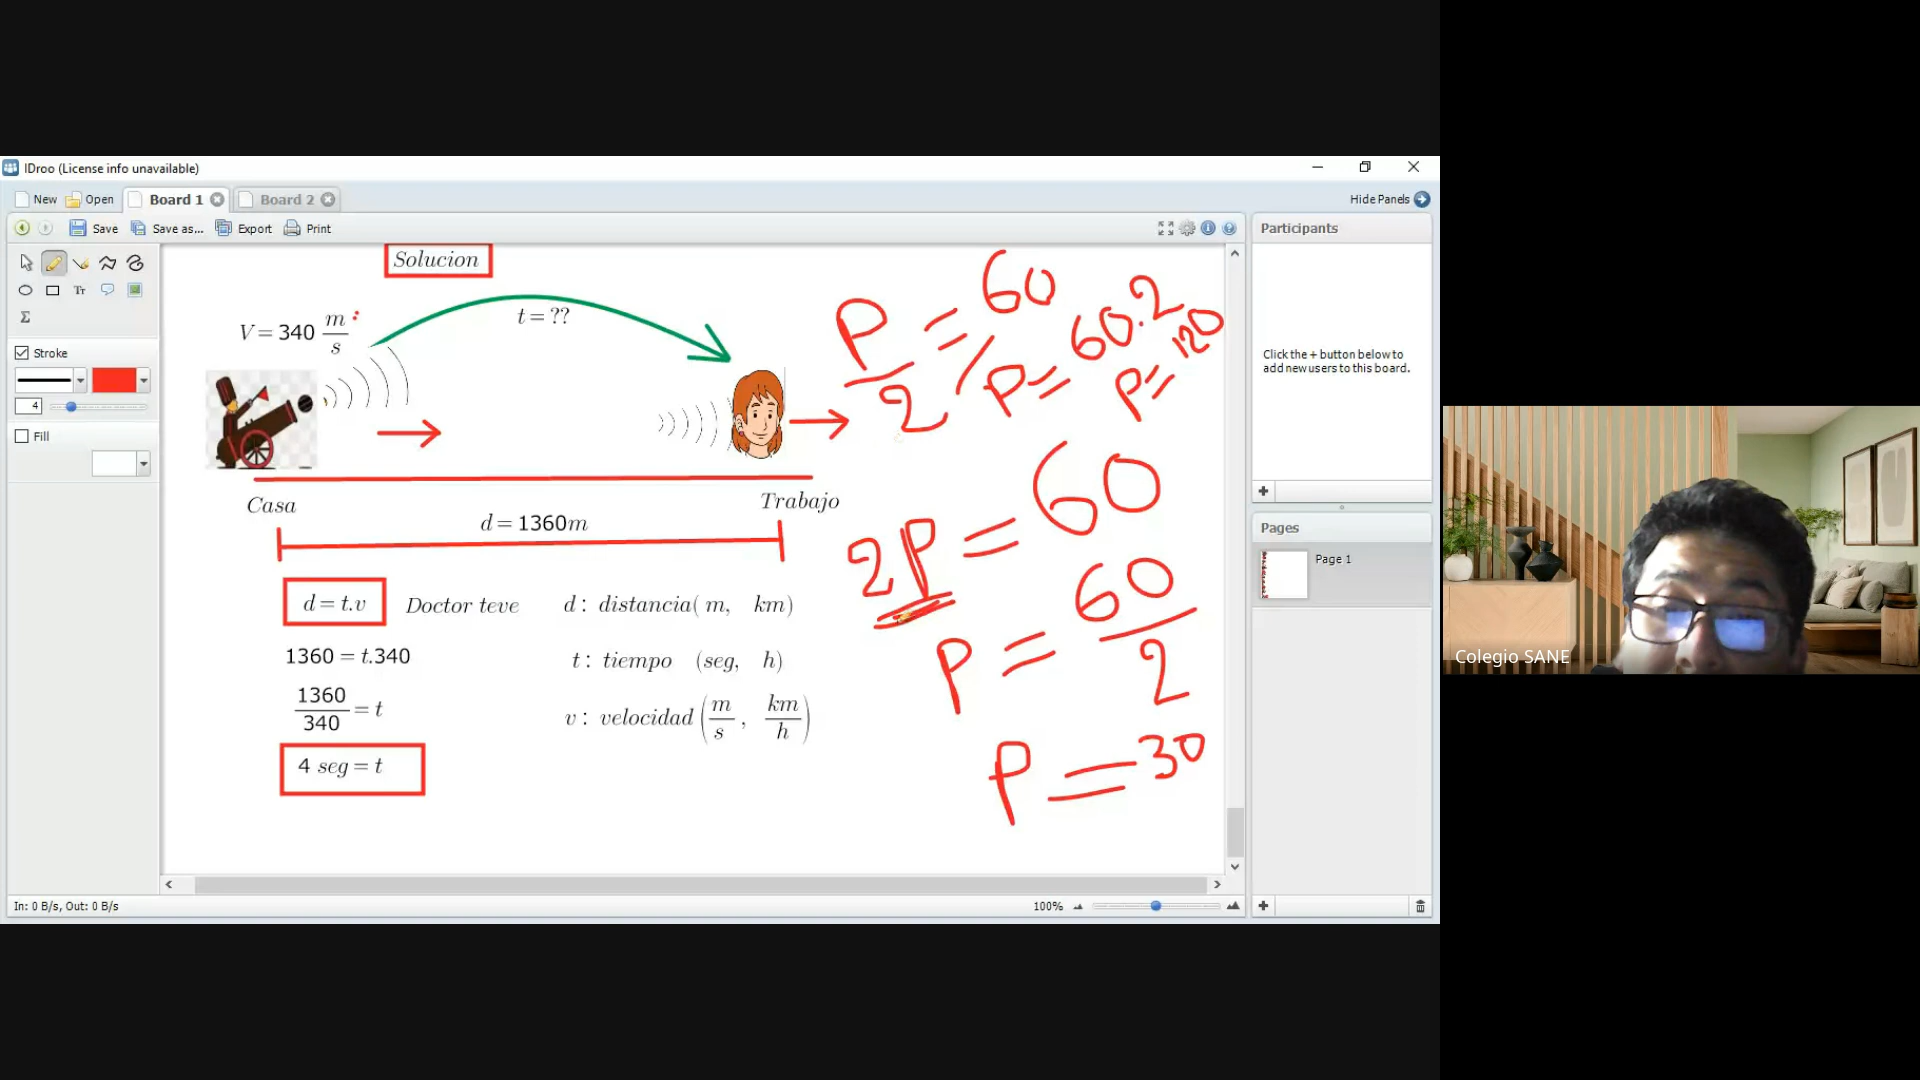 IDroo (License info unavailable)
New Open Board 1 Board 2 Hide Panels
Save Save as... Export Print
Participants
Solucion
V = 340 m/s
t = ??
Casa
Trabajo
d = 1360m
d = t.v Doctor teve d : distancia( m, km)
1360 = t.340 t : tiempo (seg, h)
1360/340 = t v : velocidad (m/s, km/h)
4 seg = t
P/2 = 60 / P = 60.2
P = 120
2P = 60
P = 60/2
P = 30
Tr
Σ
Stroke
4
Fill
Click the + button below to
add new users to this board.
Pages
Page 1
In: 0 B/s, Out: 0 B/s
100%
Colegio SANE